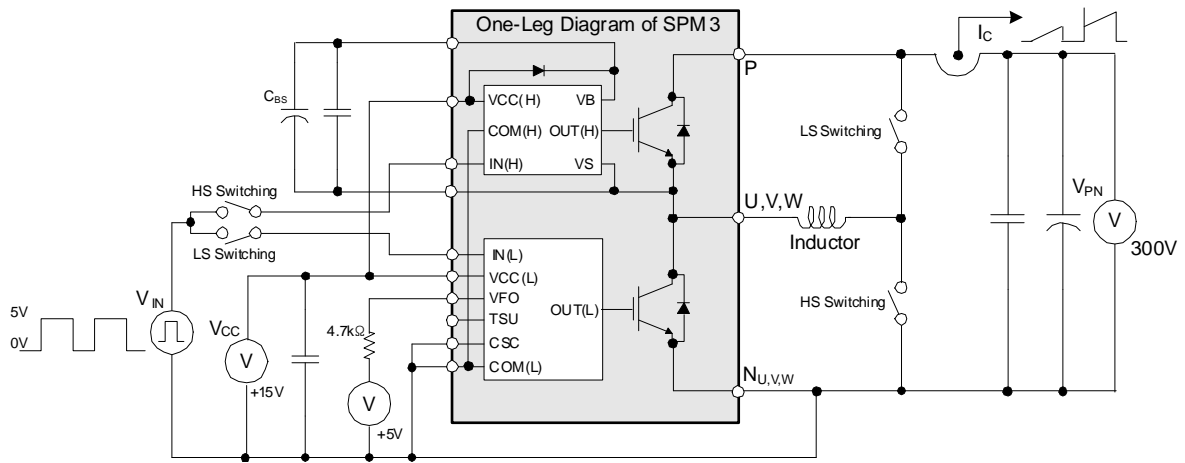 One-Leg Diagram of SPM 3
IC
P
CBS
VCC(H)
VB
COM(H)
OUT(H)
IN(H)
VS
LS Switching
HS Switching
LS Switching
U,V,W
Inductor
VPN
V
300V
IN(L)
VCC(L)
VFO
TSU
CSC
COM(L)
OUT(L)
HS Switching
VIN
5V
0V
VCC
V
+15V
4.7kΩ
V
+5V
NU,V,W